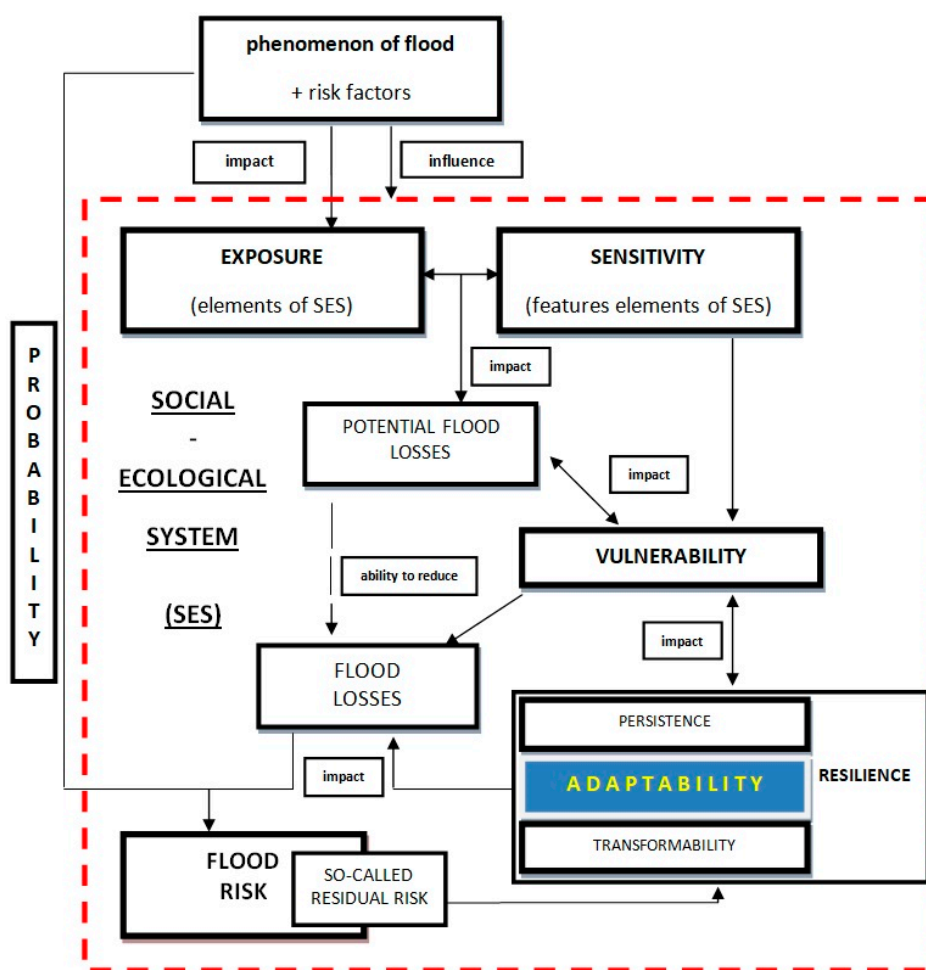 phenomenon of flood
+ risk factors
impact
influence
EXPOSURE
(elements of SES)
SENSITIVITY
(features elements of SES)
PROBABILITY
impact
SOCIAL
-
ECOLOGICAL
SYSTEM
(SES)
POTENTIAL FLOOD
LOSSES
impact
VULNERABILITY
ability to reduce
impact
FLOOD
LOSSES
PERSISTENCE
impact
ADAPTABILITY
RESILIENCE
TRANSFORMABILITY
FLOOD
RISK
SO-CALLED
RESIDUAL RISK